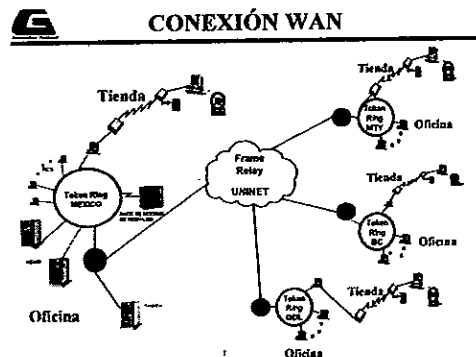 CONEXIÓN WAN
Tienda
Tienda
Token
Ring
MTY
Oficina
Frame
Relay
UNINET
Token Ring
MEXICO
Tienda
Token
Ring
BC
Oficina
Tienda
Token
Ring
GDL
Oficina
Oficina